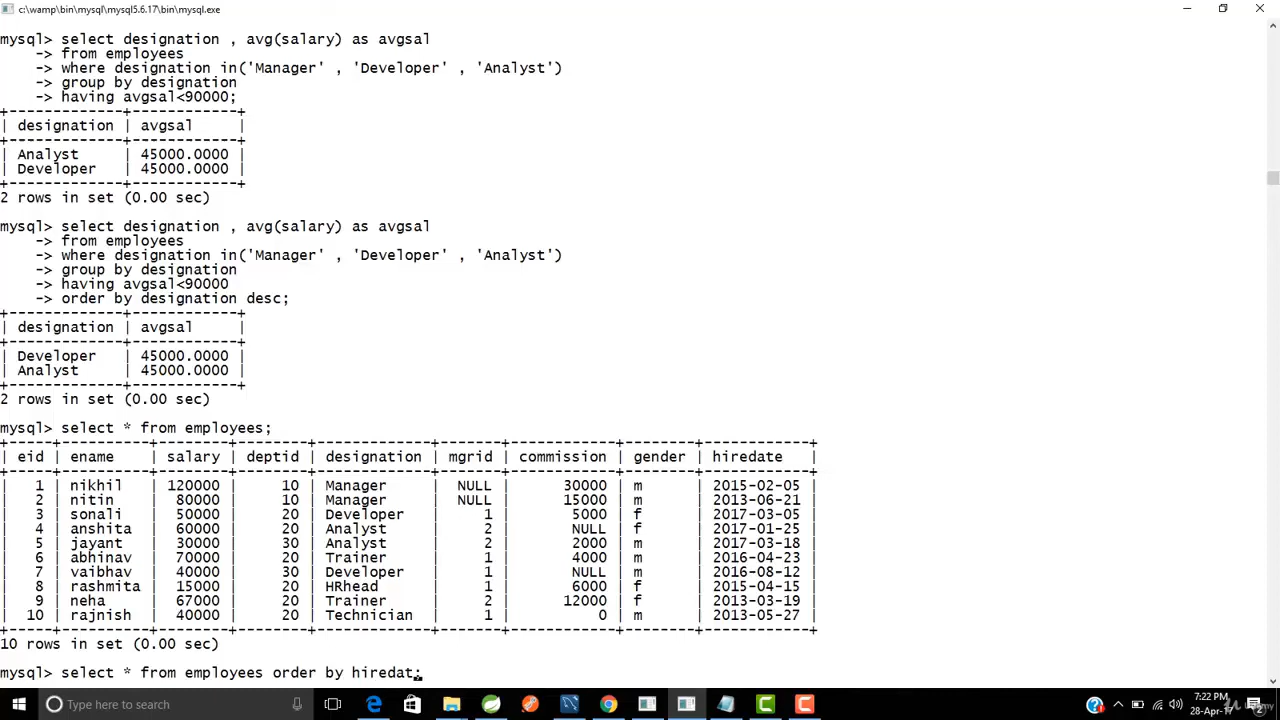 c:\wamp\bin\mysql\mysql5.6.17\bin\mysql.exe
mysql> select designation , avg(salary) as avgsal
    -> from employees
    -> where designation in('Manager' , 'Developer' , 'Analyst')
    -> group by designation
    -> having avgsal<90000;
+-------------+------------+
| designation | avgsal     |
+-------------+------------+
| Analyst     | 45000.0000 |
| Developer   | 45000.0000 |
+-------------+------------+
2 rows in set (0.00 sec)
mysql> select designation , avg(salary) as avgsal
    -> from employees
    -> where designation in('Manager' , 'Developer' , 'Analyst')
    -> group by designation
    -> having avgsal<90000
    -> order by designation desc;
+-------------+------------+
| designation | avgsal     |
+-------------+------------+
| Developer   | 45000.0000 |
| Analyst     | 45000.0000 |
+-------------+------------+
2 rows in set (0.00 sec)
mysql> select * from employees;
+-----+----------+--------+--------+-------------+-------+------------+--------+------------+
| eid | ename    | salary | deptid | designation | mgrid | commission | gender | hiredate   |
+-----+----------+--------+--------+-------------+-------+------------+--------+------------+
|   1 | nikhil   | 120000 |     10 | Manager     |  NULL |      30000 | m      | 2015-02-05 |
|   2 | nitin    |  80000 |     10 | Manager     |  NULL |      15000 | m      | 2013-06-21 |
|   3 | sonali   |  50000 |     20 | Developer   |     1 |       5000 | f      | 2017-03-05 |
|   4 | anshita  |  60000 |     20 | Analyst     |     2 |       NULL | f      | 2017-01-25 |
|   5 | jayant   |  30000 |     30 | Analyst     |     2 |       2000 | m      | 2017-03-18 |
|   6 | abhinav  |  70000 |     20 | Trainer     |     1 |       4000 | m      | 2016-04-23 |
|   7 | vaibhav  |  40000 |     30 | Developer   |     1 |       NULL | m      | 2016-08-12 |
|   8 | rashmita |  15000 |     20 | HRhead      |     1 |       6000 | f      | 2015-04-15 |
|   9 | neha     |  67000 |     20 | Trainer     |     2 |      12000 | f      | 2013-03-19 |
|  10 | rajnish  |  40000 |     20 | Technician  |     1 |          0 | m      | 2013-05-27 |
+-----+----------+--------+--------+-------------+-------+------------+--------+------------+
10 rows in set (0.00 sec)
mysql> select * from employees order by hiredat;
Type here to search
7:22 PM
28-Apr-17